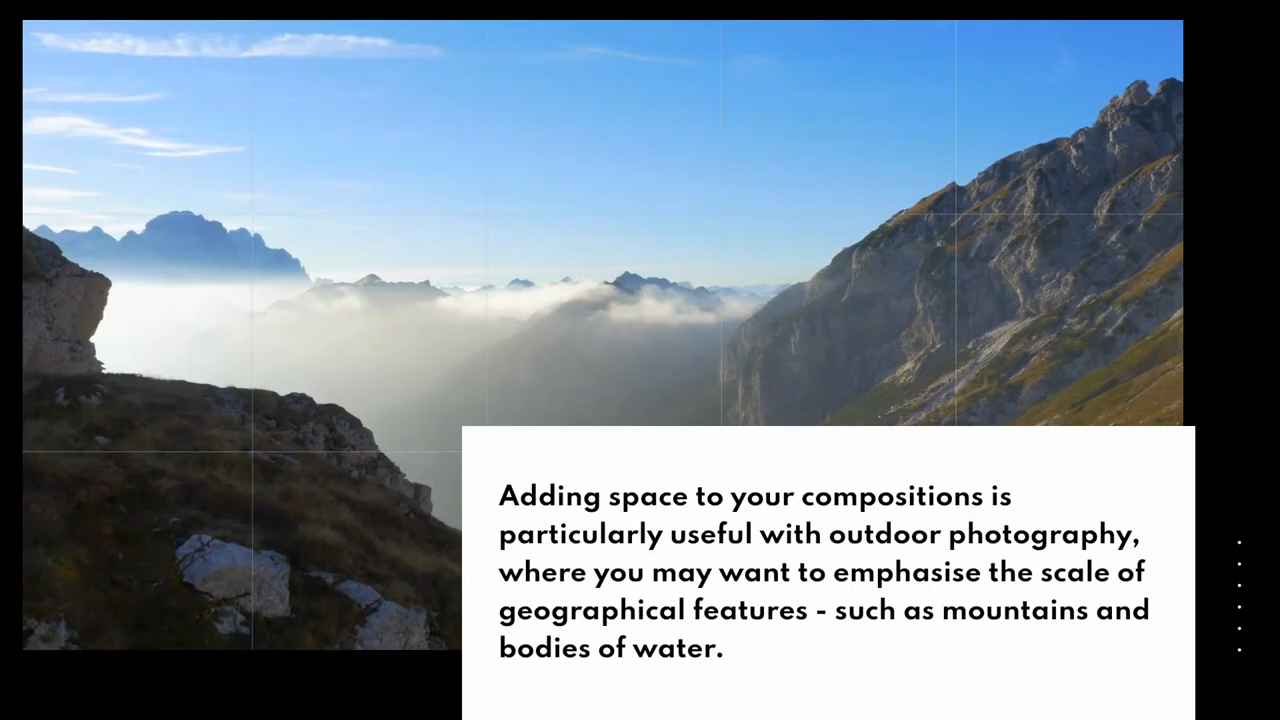 Adding space to your compositions is
particularly useful with outdoor photography,
where you may want to emphasise the scale of
geographical features - such as mountains and
bodies of water.